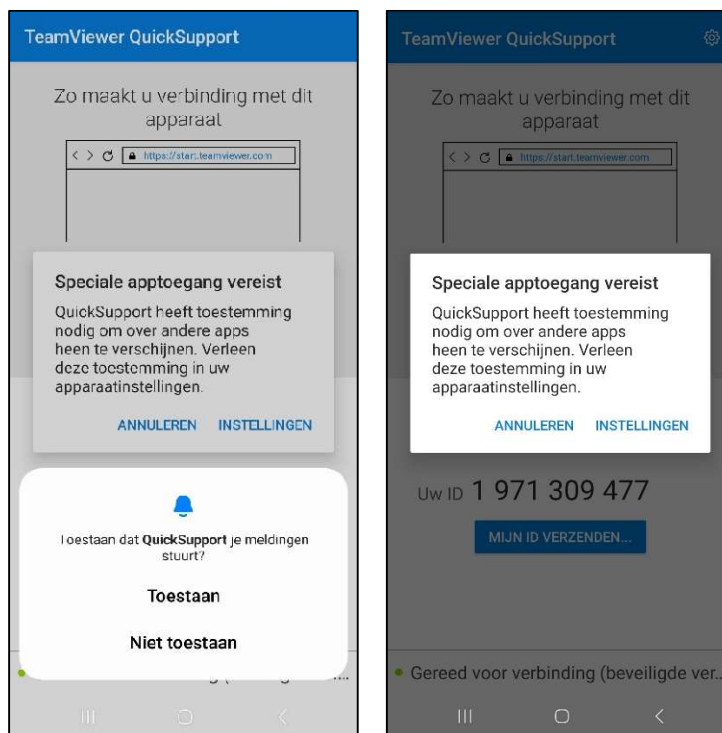 TeamViewer QuickSupport
Zo maakt u verbinding met dit
apparaat
https://start.teamviewer.com
Speciale apptoegang vereist
QuickSupport heeft toestemming
nodig om over andere apps
heen te verschijnen. Verleen
deze toestemming in uw
apparaatinstellingen.
ANNULEREN INSTELLINGEN
Toestaan dat QuickSupport je meldingen
stuurt?
Toestaan
Niet toestaan
TeamViewer QuickSupport
Zo maakt u verbinding met dit
apparaat
https://start.teamviewer.com
Speciale apptoegang vereist
QuickSupport heeft toestemming
nodig om over andere apps
heen te verschijnen. Verleen
deze toestemming in uw
apparaatinstellingen.
ANNULEREN INSTELLINGEN
Uw ID 1 971 309 477
MIJN ID VERZENDEN...
Gereed voor verbinding (beveiligde ver...